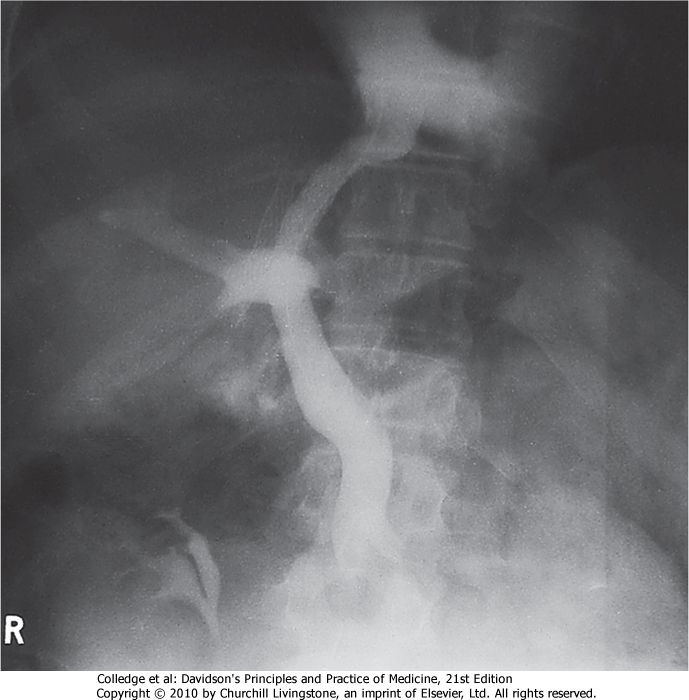 R
Colledge et al: Davidson's Principles and Practice of Medicine, 21st Edition
Copyright © 2010 by Churchill Livingstone, an imprint of Elsevier, Ltd. All rights reserved.